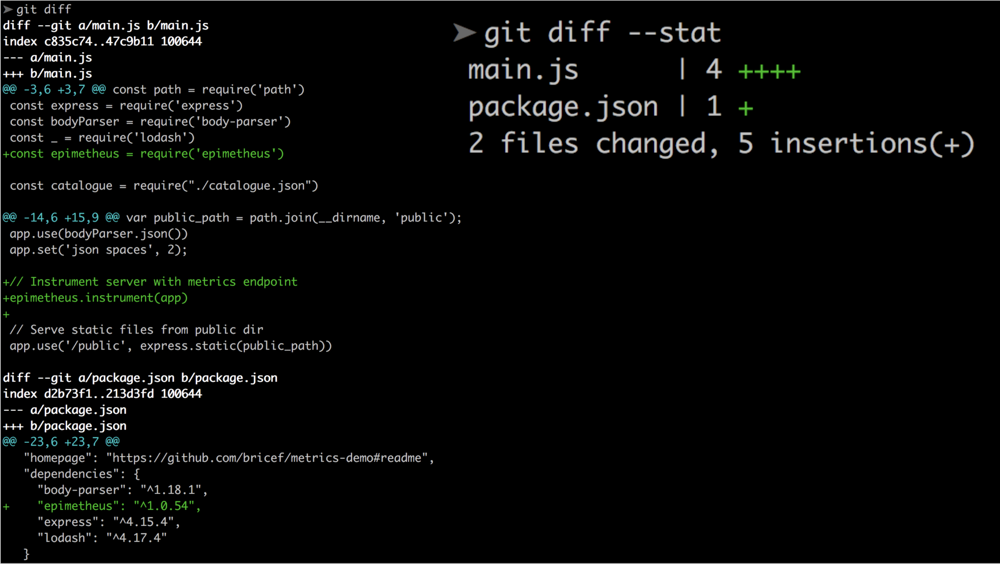 ➤ git diff
diff --git a/main.js b/main.js
index c835c74..47c9b11 100644
--- a/main.js
+++ b/main.js
@@ -3,6 +3,7 @@ const path = require('path')
 const express = require('express')
 const bodyParser = require('body-parser')
 const _ = require('lodash')
+const epimetheus = require('epimetheus')

 const catalogue = require("./catalogue.json")

@@ -14,6 +15,9 @@ var public_path = path.join(__dirname, 'public');
 app.use(bodyParser.json())
 app.set('json spaces', 2);

+// Instrument server with metrics endpoint
+epimetheus.instrument(app)
+
 // Serve static files from public dir
 app.use('/public', express.static(public_path))

diff --git a/package.json b/package.json
index d2b73f1..213d3fd 100644
--- a/package.json
+++ b/package.json
@@ -23,6 +23,7 @@
   "homepage": "https://github.com/bricef/metrics-demo#readme",
   "dependencies": {
     "body-parser": "^1.18.1",
+    "epimetheus": "^1.0.54",
     "express": "^4.15.4",
     "lodash": "^4.17.4"
   }
➤ git diff --stat
 main.js      | 4 ++++
 package.json | 1 +
 2 files changed, 5 insertions(+)